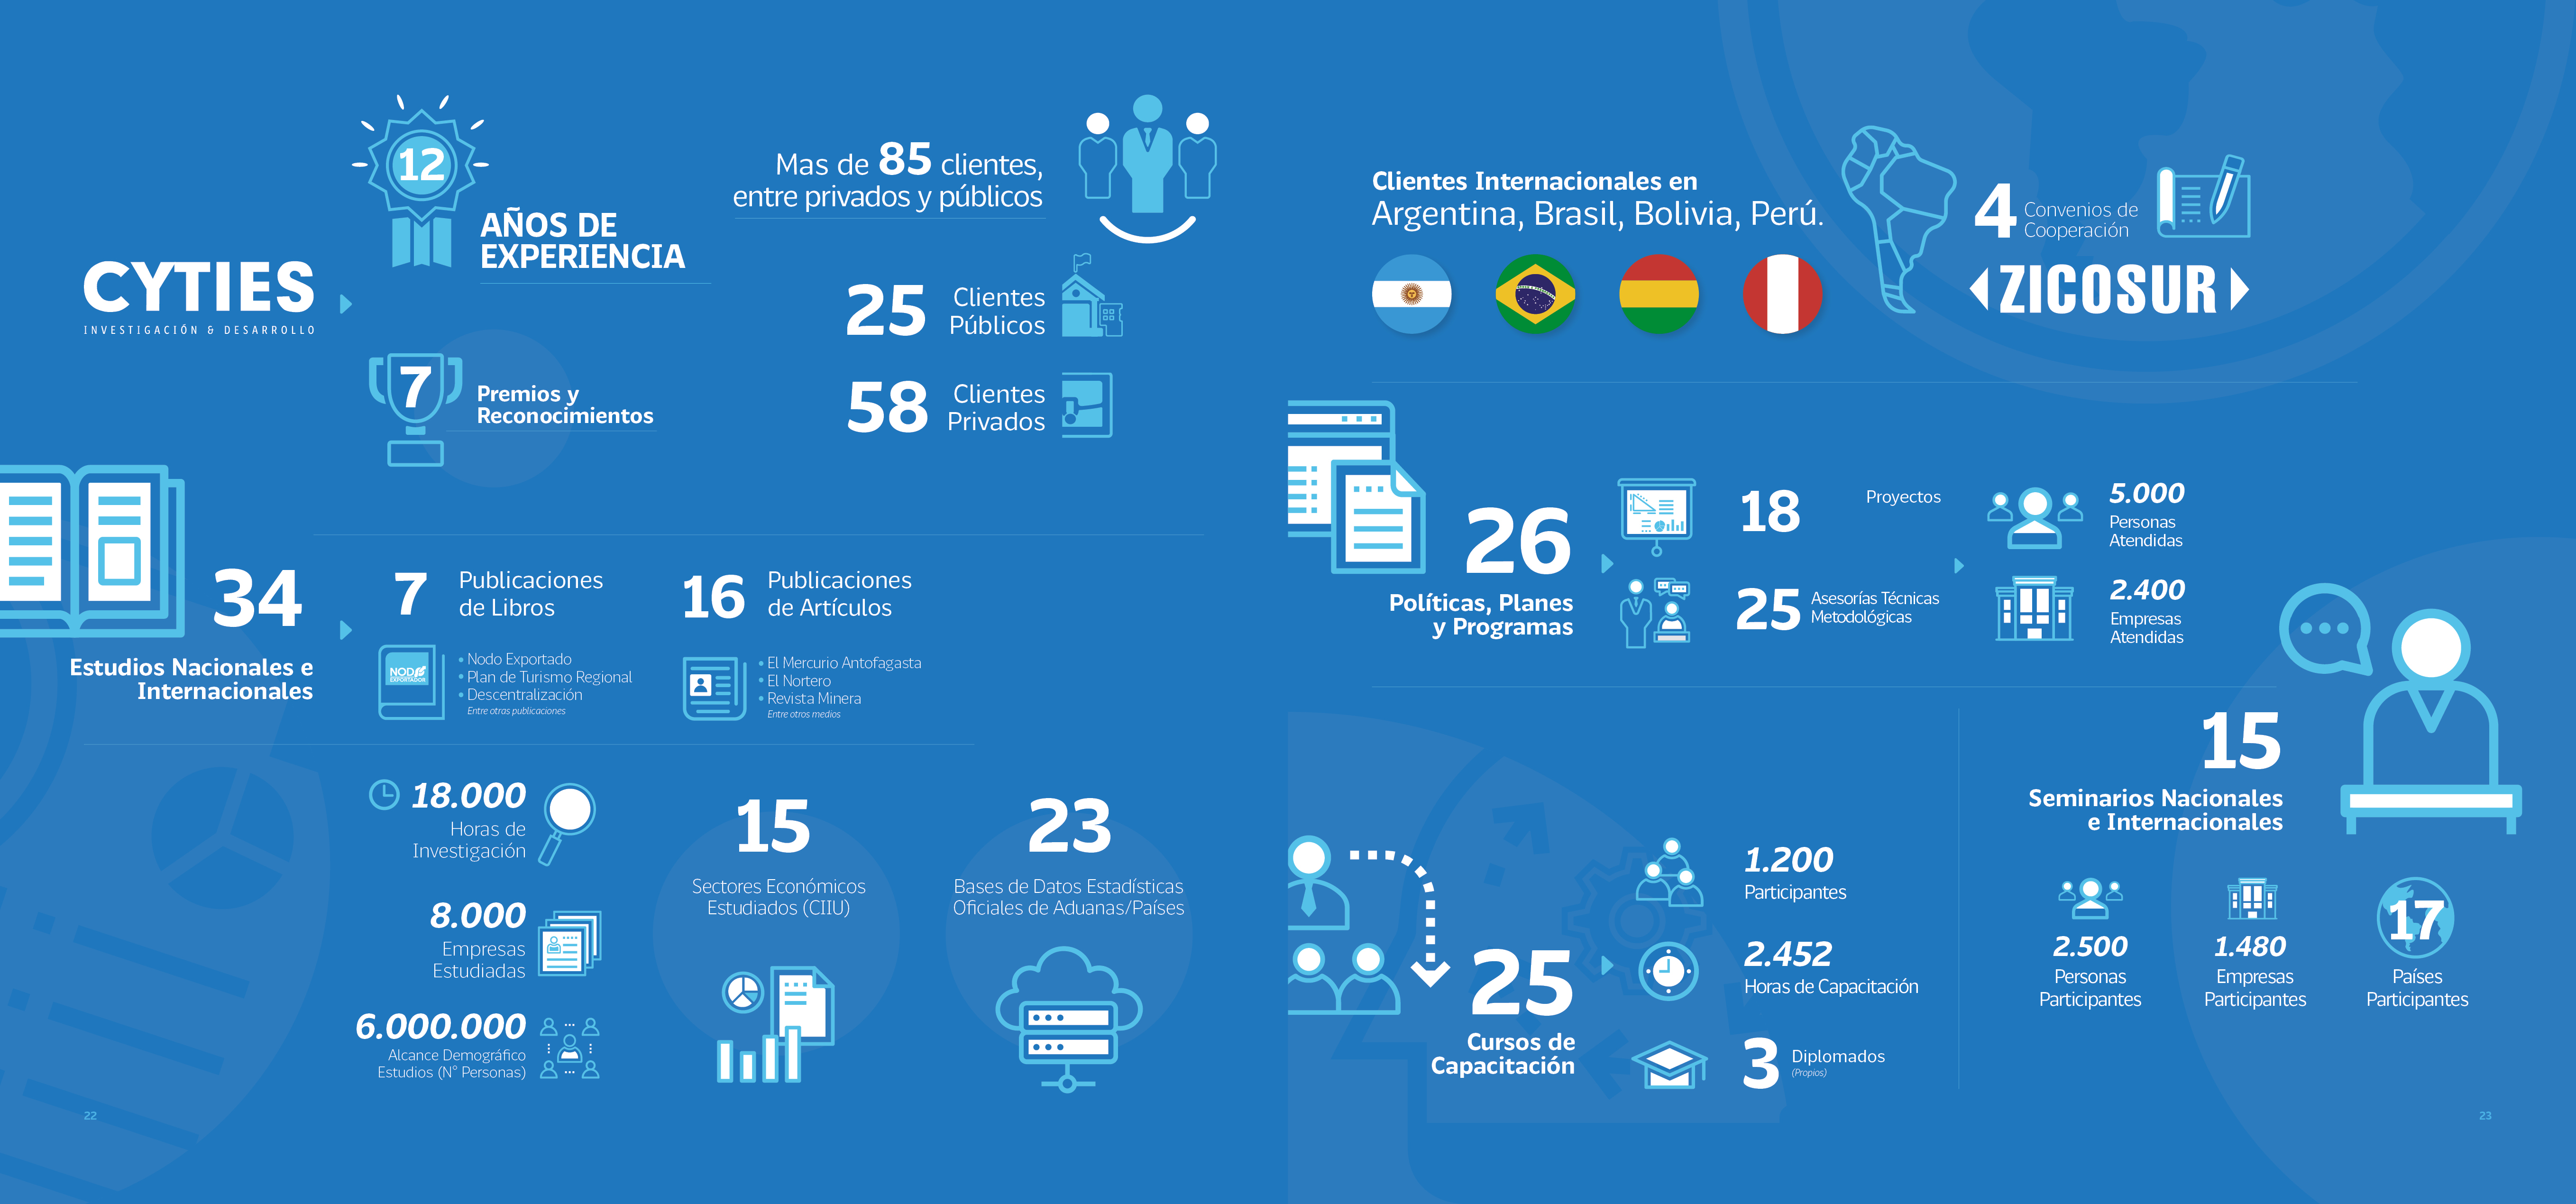 CYTIES
INVESTIGACIÓN & DESARROLLO
12
AÑOS DE
EXPERIENCIA
7
Premios y
Reconocimientos
Mas de 85 clientes,
entre privados y públicos
25
Clientes
Públicos
58
Clientes
Privados
34
Estudios Nacionales e
Internacionales
7
Publicaciones
de Libros
NODO
EXPORTADOR
• Nodo Exportado
• Plan de Turismo Regional
• Descentralización
Entre otras publicaciones
16
Publicaciones
de Artículos
• El Mercurio Antofagasta
• El Nortero
• Revista Minera
Entre otros medios
18.000
Horas de
Investigación
8.000
Empresas
Estudiadas
6.000.000
Alcance Demográfico
Estudios (N° Personas)
15
Sectores Económicos
Estudiados (CIIU)
23
Bases de Datos Estadísticas
Oficiales de Aduanas/Países
22
Clientes Internacionales en
Argentina, Brasil, Bolivia, Perú.
4
Convenios de
Cooperación
ZICOSUR
26
Políticas, Planes
y Programas
18
Proyectos
25
Asesorías Técnicas
Metodológicas
5.000
Personas
Atendidas
2.400
Empresas
Atendidas
25
Cursos de
Capacitación
1.200
Participantes
2.452
Horas de Capacitación
3
Diplomados
(Propios)
15
Seminarios Nacionales
e Internacionales
2.500
Personas
Participantes
1.480
Empresas
Participantes
17
Países
Participantes
23